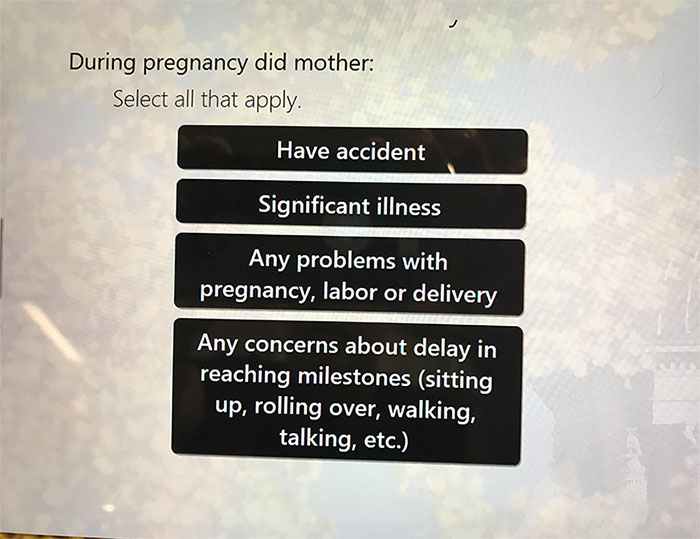 During pregnancy did mother:
Select all that apply.
Have accident
Significant illness
Any problems with
pregnancy, labor or delivery
Any concerns about delay in
reaching milestones (sitting
up, rolling over, walking,
talking, etc.)